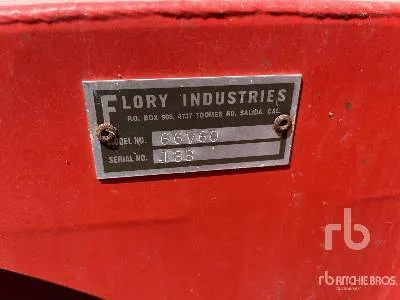 FLORY INDUSTRIES
P.O. BOX 908, 4737 TOOMES RD, SALIDA, CAL.
MODEL NO. 66V60
SERIAL NO. 138
rb
rb RITCHIE BROS.
Auctioneers